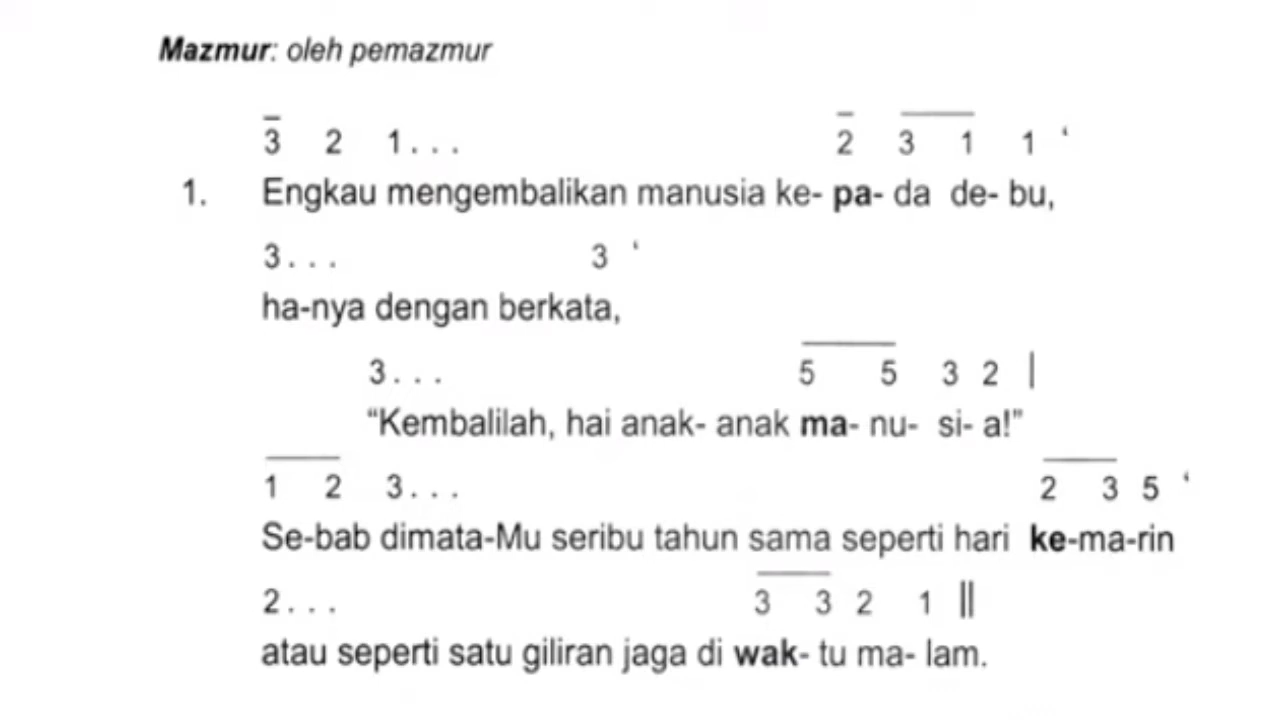 Mazmur: oleh pemazmur
3 2 1... 2 3 1 1 ‘
1. Engkau mengembalikan manusia ke- pa- da de- bu,
3... 3 ‘
ha-nya dengan berkata,
3... 5 5 3 2 |
“Kembalilah, hai anak- anak ma- nu- si- a!”
1 2 3... 2 3 5 ‘
Se-bab dimata-Mu seribu tahun sama seperti hari ke-ma-rin
2... 3 3 2 1 ||
atau seperti satu giliran jaga di wak- tu ma- lam.